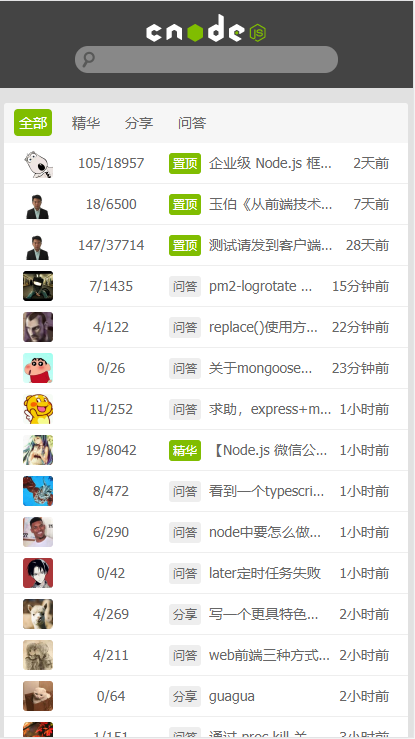 cnode JS
全部 精华 分享 问答
105/18957 置顶 企业级 Node.js 框... 2天前
18/6500 置顶 玉伯《从前端技术... 7天前
147/37714 置顶 测试请发到客户端... 28天前
7/1435 问答 pm2-logrotate ... 15分钟前
4/122 问答 replace()使用方... 22分钟前
0/26 问答 关于mongoose... 23分钟前
11/252 问答 求助，express+m... 1小时前
19/8042 精华 【Node.js 微信公... 1小时前
8/472 问答 看到一个typescri... 1小时前
6/290 问答 node中要怎么做... 1小时前
0/42 问答 later定时任务失败 1小时前
4/269 分享 写一个更具特色... 2小时前
4/211 问答 web前端三种方式... 2小时前
0/64 分享 guagua 2小时前
1/151 问答 通过 proc.kill 关... 3小时前